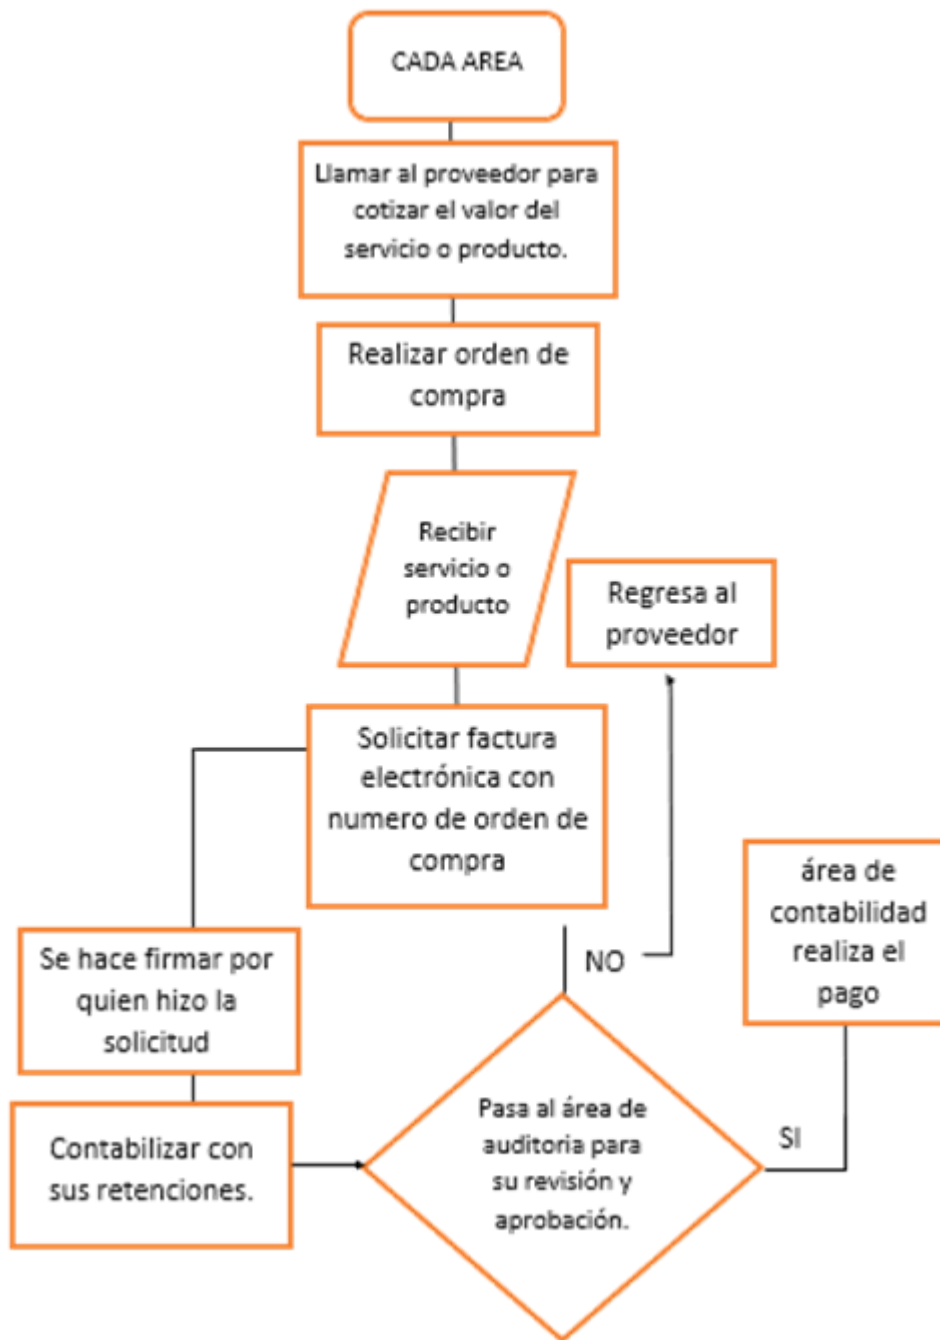 CADA AREA
Llamar al proveedor para
cotizar el valor del
servicio o producto.
Realizar orden de
compra
Recibir
servicio o
producto
Regresa al
proveedor
Solicitar factura
electrónica con
numero de orden de
compra
área de
contabilidad
realiza el
pago
Se hace firmar por
quien hizo la
solicitud
NO
Contabilizar con
sus retenciones.
Pasa al área de
auditoria para
su revisión y
aprobación.
SI